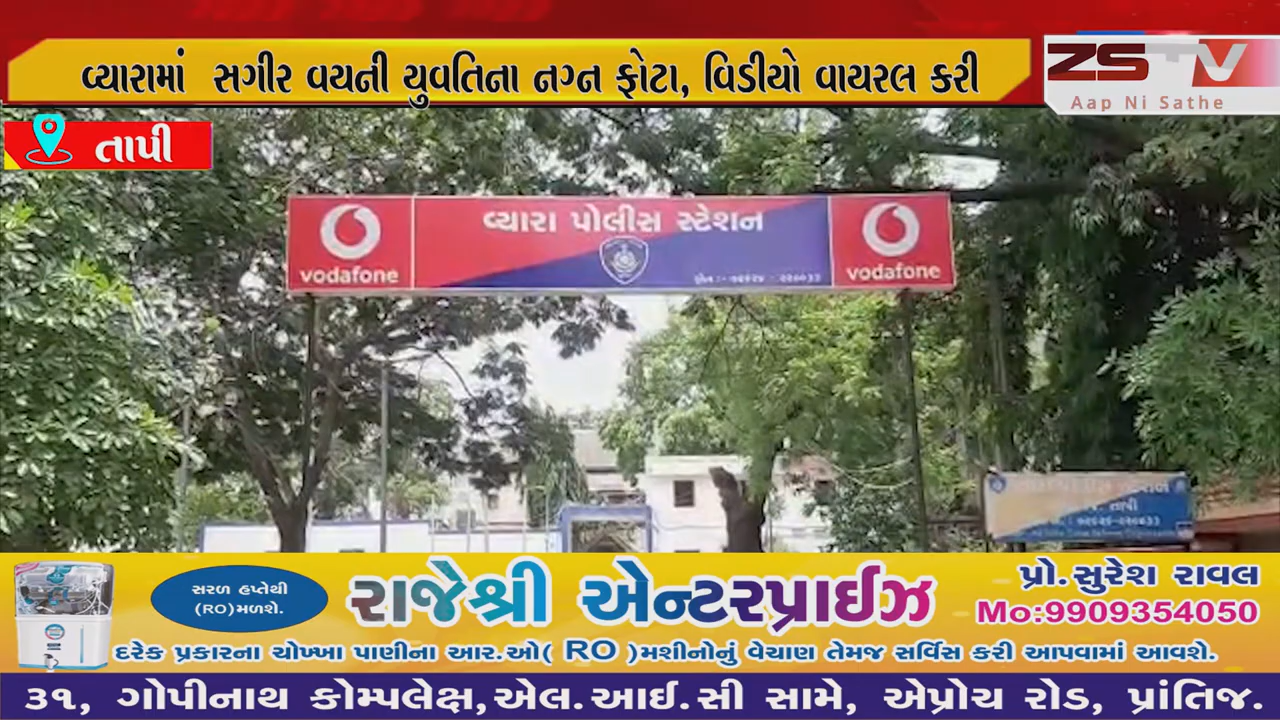 વ્યારામાં સગીર વયની યુવતિના નગ્ન ફોટા, વિડીયો વાયરલ કરી
ZS TV
Aap Ni Sathe
તાપી
vodafone
વ્યારા પોલીસ સ્ટેશન
vodafone
સરળ હપ્તેથી
(RO)મળશે.
રાજેશ્રી એન્ટરપ્રાઈઝ
પ્રો.સુરેશ રાવલ
Mo:9909354050
દરેક પ્રકારના ચોખ્ખા પાણીના આર.ઓ( RO )મશીનોનું વેચાણ તેમજ સર્વિસ કરી આપવામાં આવશે.
૩૧, ગોપીનાથ કોમ્પલેક્ષ,એલ.આઈ.સી સામે, એપ્રોચ રોડ, પ્રાંતિજ.